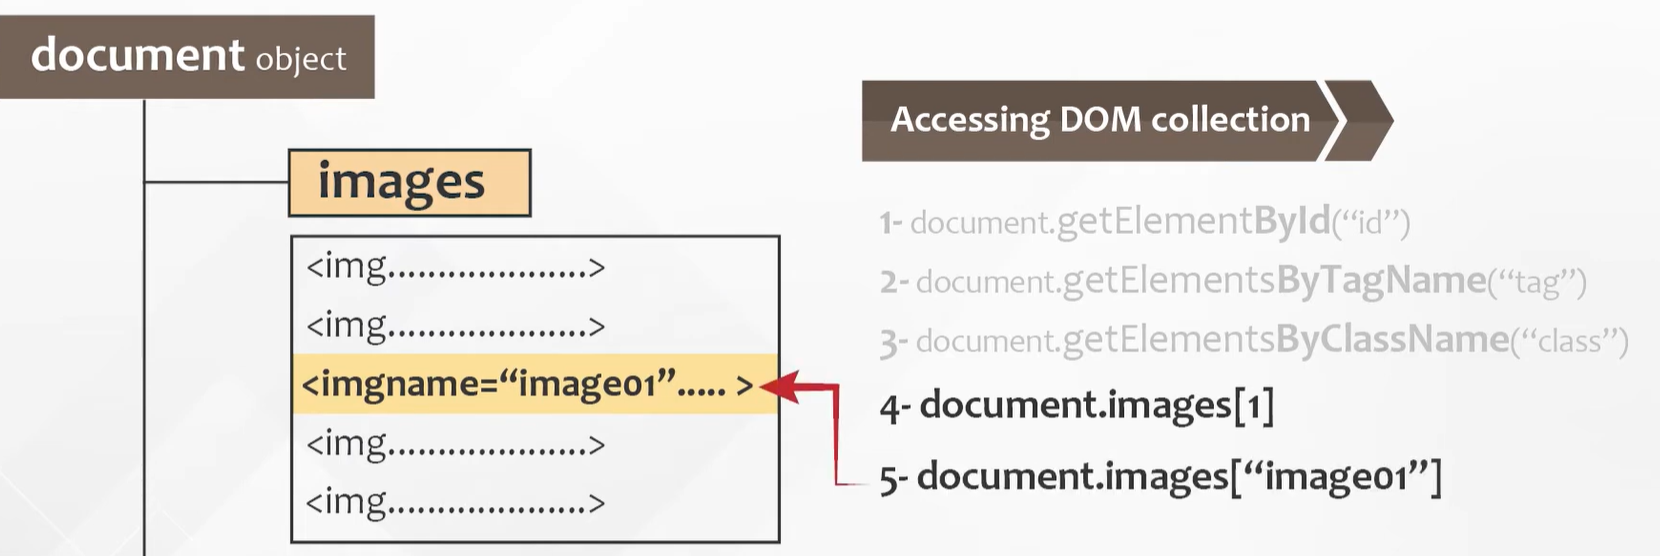 document object
images
<img....................>
<img....................>
<imgname=“image01”..... >
<img....................>
<img....................>
Accessing DOM collection
1- document.getElementById(“id”)
2- document.getElementsByTagName(“tag”)
3- document.getElementsByClassName(“class”)
4- document.images[1]
5- document.images[“image01”]